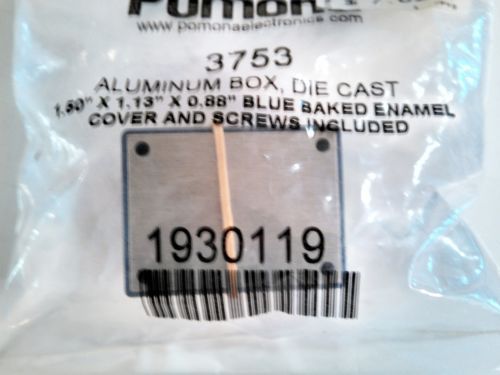 Pomona
www.pomonaelectronics.com
3753
ALUMINUM BOX, DIE CAST
1.50" X 1.13" X 0.88" BLUE BAKED ENAMEL
COVER AND SCREWS INCLUDED
1930119